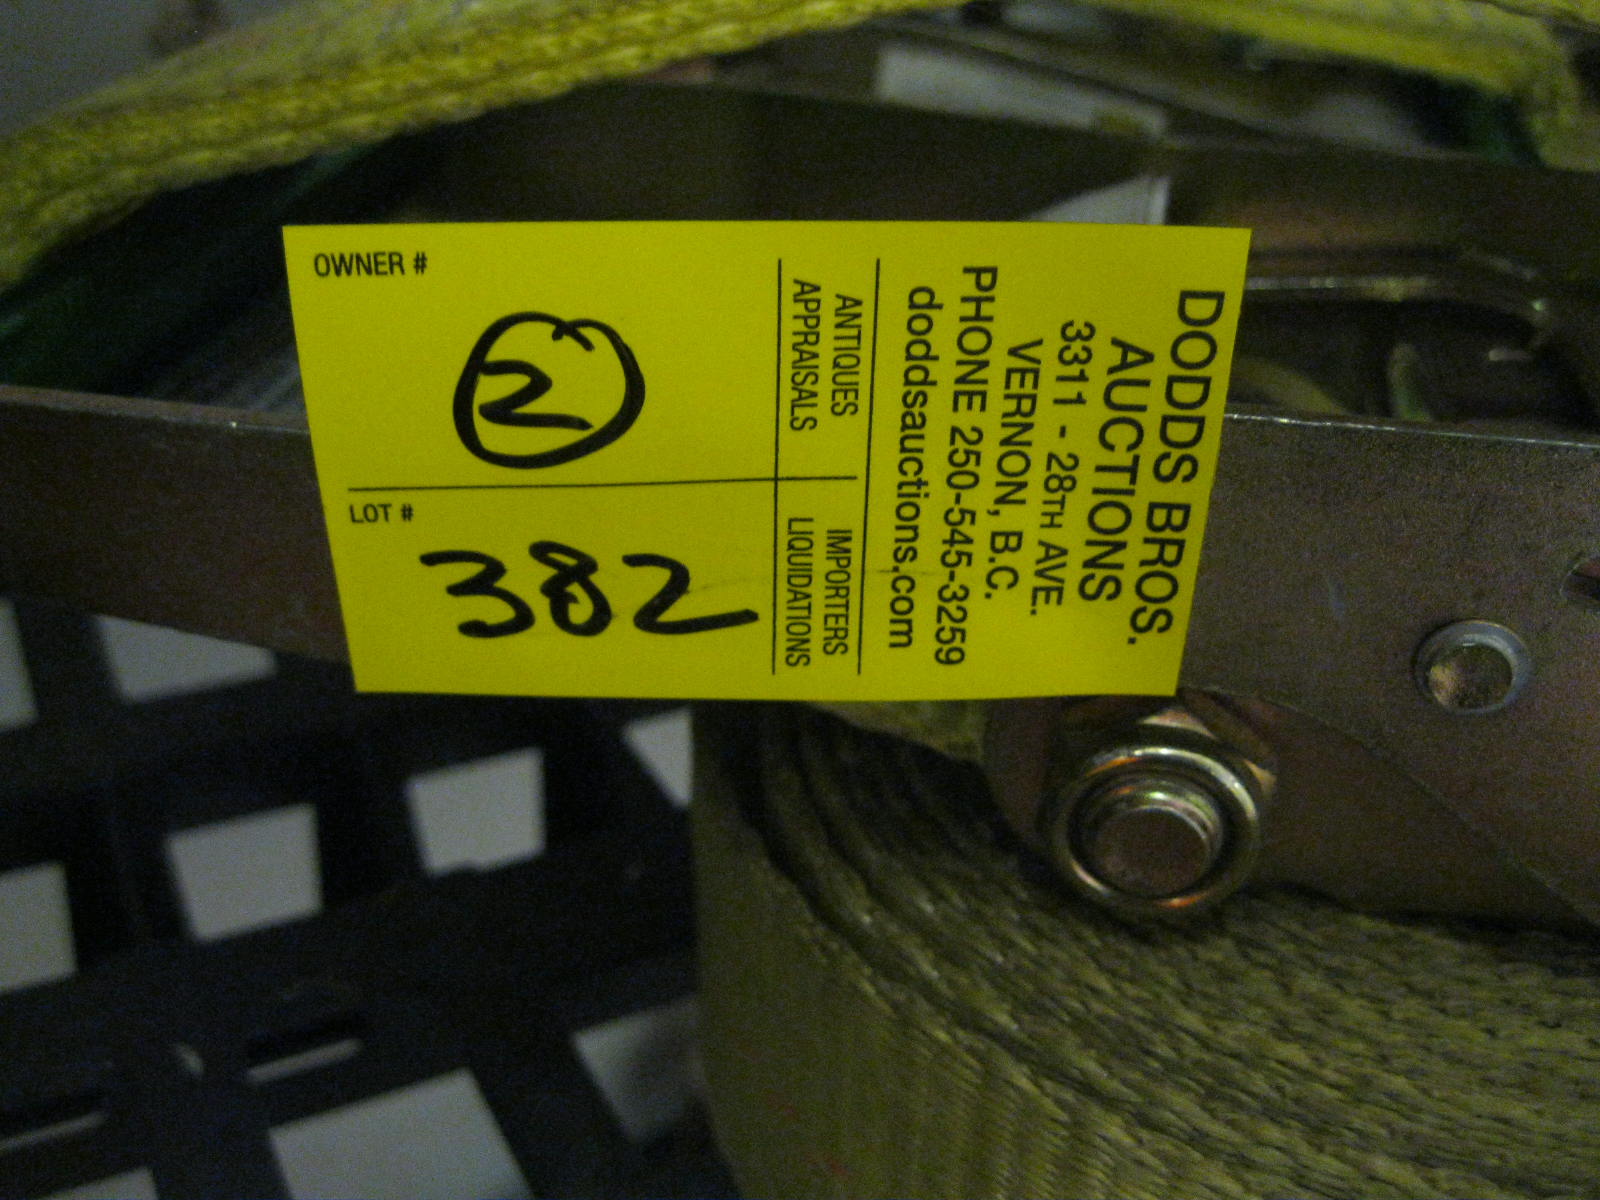 DODDS BROS.
AUCTIONS
3311 - 28TH AVE.
VERNON, B.C.
PHONE 250-545-3259
doddsauctions.com
ANTIQUES
APPRAISALS
IMPORTERS
LIQUIDATIONS
OWNER #
2
LOT #
382